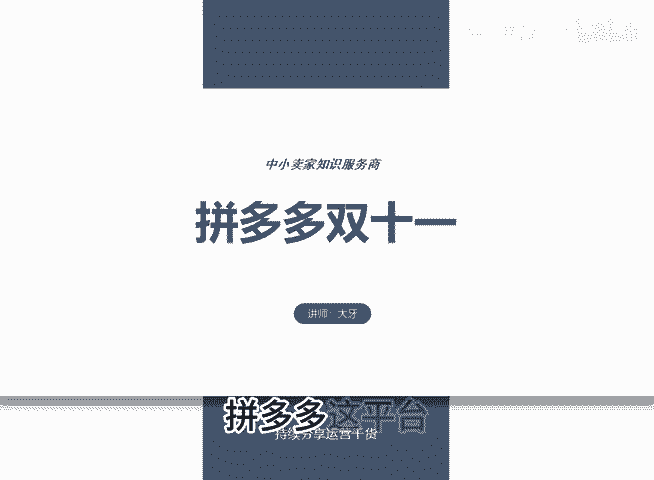 中小卖家知识服务商
拼多多双十一
讲师：大牙
拼多多这平台
持续分享运营干货